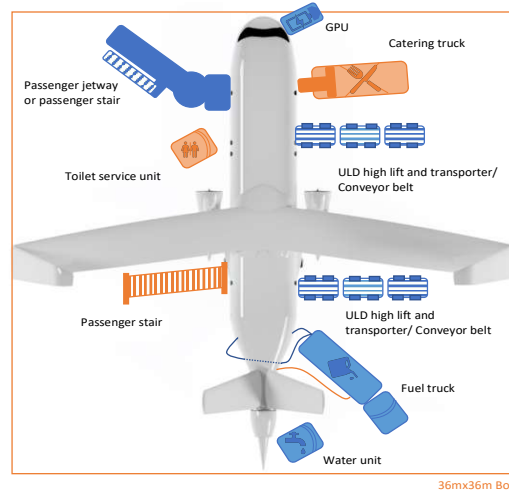 GPU
Catering truck
Passenger jetway
or passenger stair
Toilet service unit
ULD high lift and transporter/
Conveyor belt
Passenger stair
ULD high lift and
transporter/ Conveyor belt
Fuel truck
Water unit
36mx36m Bo